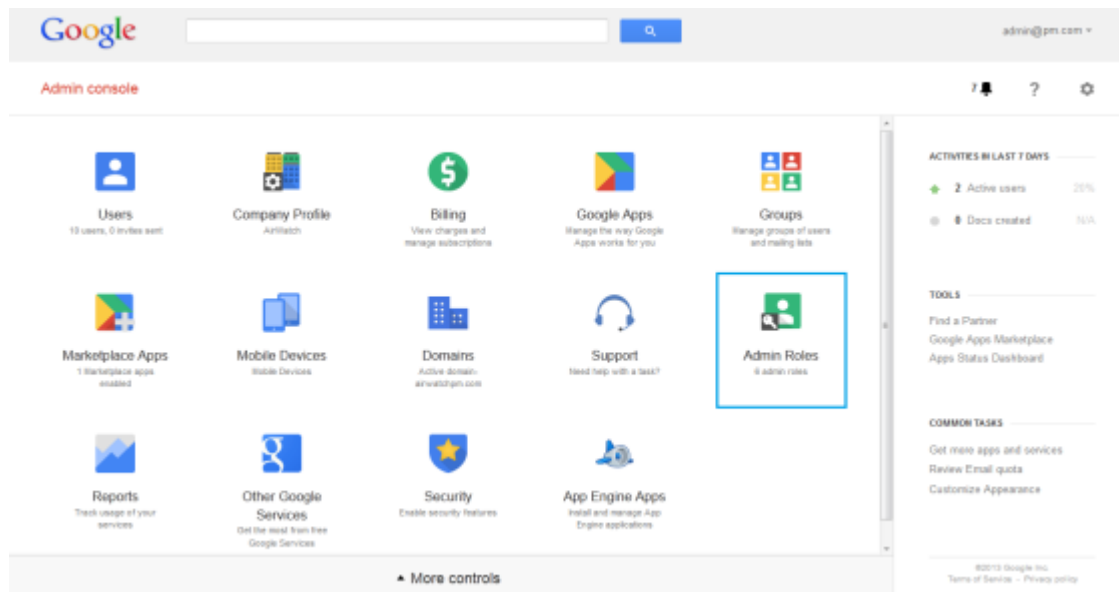 Google
admin@pm.com
Admin console
7
?
Users
10 users, 0 invites sent
Company Profile
AirWatch
Billing
View charges and
manage subscriptions
Google Apps
Manage the way Google
Apps works for you
Groups
Manage groups of users
and mailing lists
Marketplace Apps
1 Marketplace apps
enabled
Mobile Devices
Mobile Devices
Domains
Active domain-
airwatchpm.com
Support
Need help with a task?
Admin Roles
6 admin roles
Reports
Track usage of your
services
Other Google
Services
Get the most from free
Google Services
Security
Enable security features
App Engine Apps
Install and manage App
Engine applications
More controls
ACTIVITIES IN LAST 7 DAYS
2 Active users 20%
0 Docs created N/A
TOOLS
Find a Partner
Google Apps Marketplace
Apps Status Dashboard
COMMON TASKS
Get more apps and services
Review Email quota
Customize Appearance
©2013 Google Inc.
Terms of Service - Privacy policy